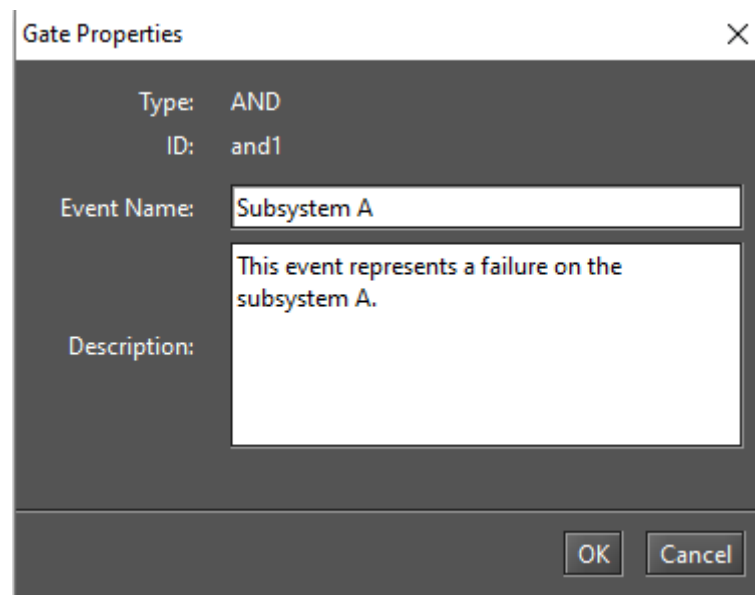 Gate Properties
Type: AND
ID: and1
Event Name: Subsystem A
Description: This event represents a failure on the
subsystem A.
OK Cancel